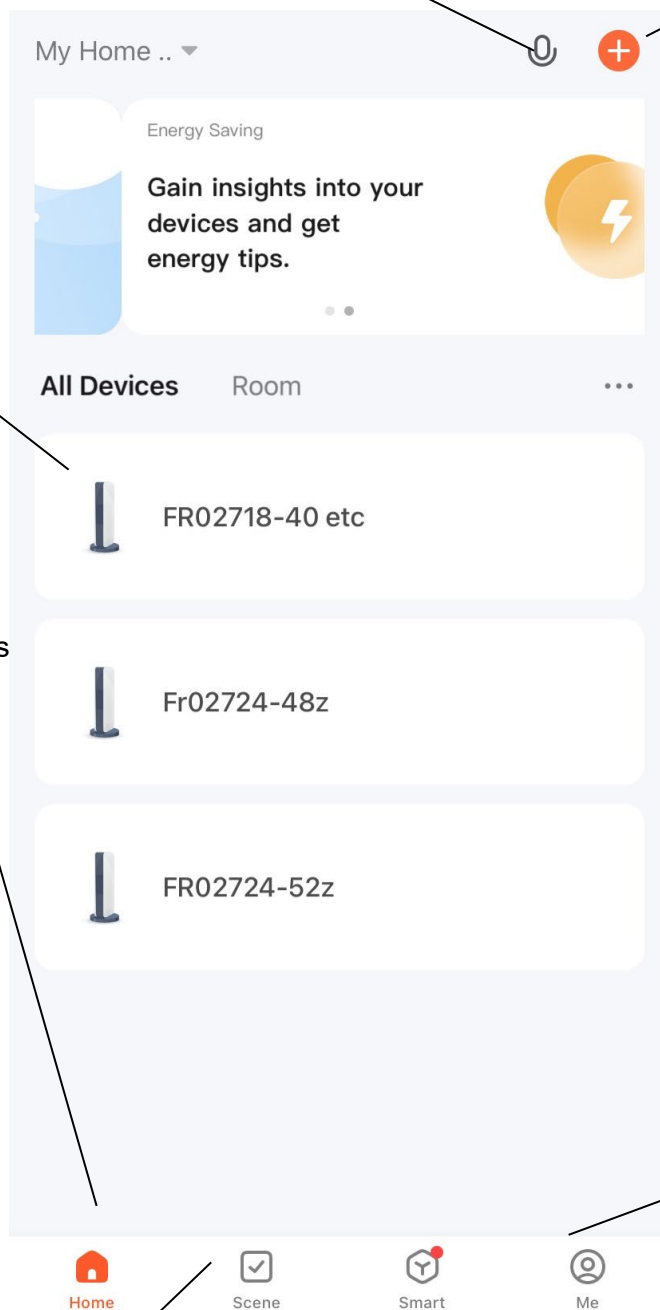 My Home ..
Energy Saving
Gain insights into your
devices and get
energy tips.
All Devices
Room
...
FR02718-40 etc
s
Fr02724-48z
FR02724-52z
Home
Scene
Smart
Me